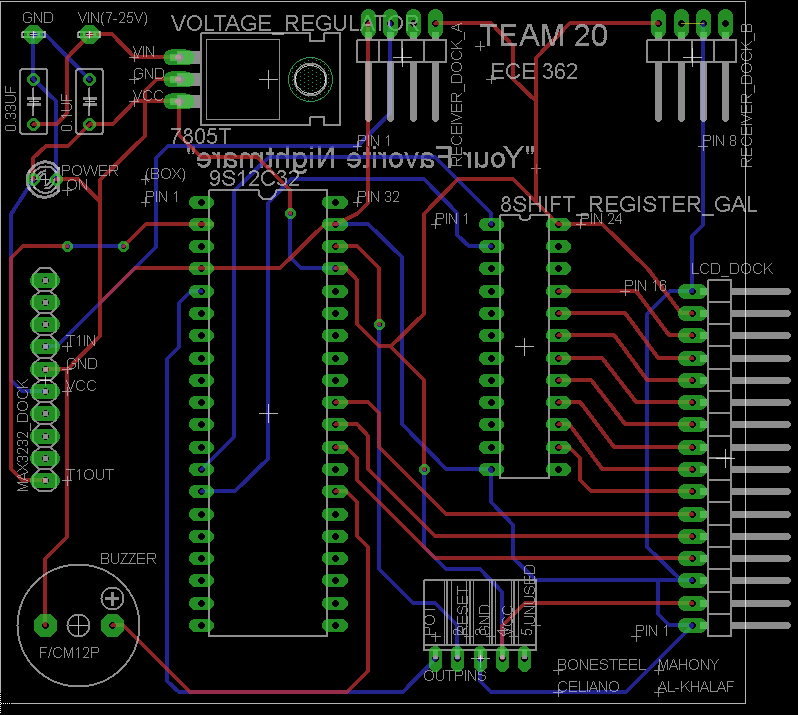 GND
VIN(7-25V)
VOLTAGE_REGULATOR
TEAM 20
ECE 362
VIN
GND
VCC
0.33UF
0.1UF
7805T
RECEIVER_DOCK_A
RECEIVER_DOCK_B
PIN 1
PIN 8
"Your Favorite Nightmare"
POWER
ON
(BOX)
PIN 1
9S12C32
PIN 32
8SHIFT_REGISTER_GAL
PIN 1
PIN 24
PIN 16
LCD_DOCK
T1IN
GND
VCC
MAX3232_DOCK
T1OUT
BUZZER
F/CM12P
POT
RESET
GND
VCC
5,UNUSED
OUTPINS
PIN 1
BONESTEEL
MAHONY
CELIANO
AL-KHALAF